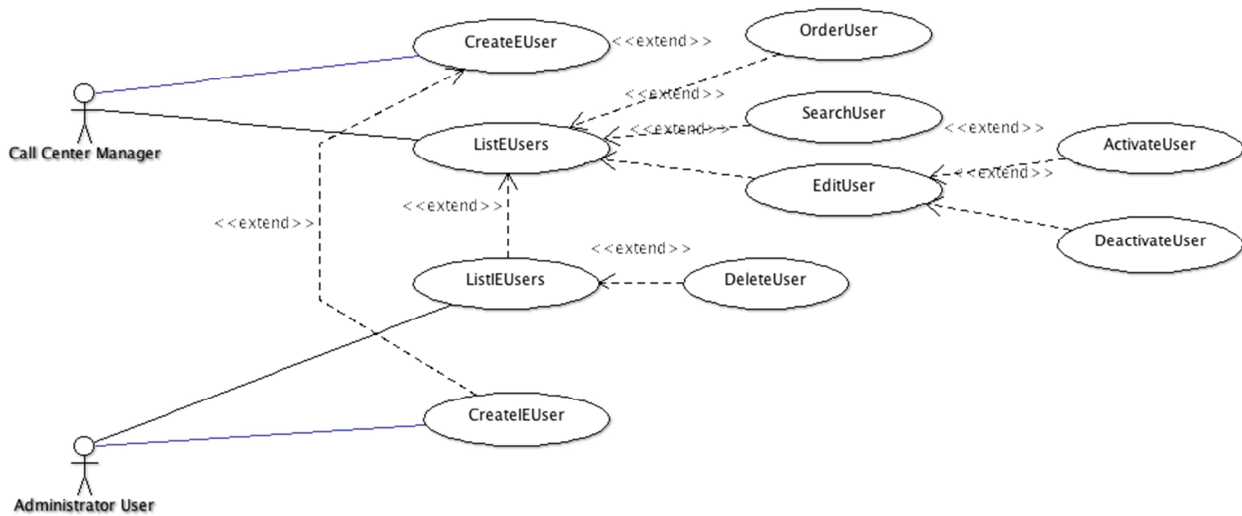 CreateEUser
<<extend>>
OrderUser
<<extend>>
SearchUser
Call Center Manager
ListEUsers
<<extend>>
<<extend>>
ActivateUser
EditUser
<<extend>>
<<extend>>
<<extend>>
DeactivateUser
<<extend>>
ListIEUsers
DeleteUser
CreateIEUser
Administrator User